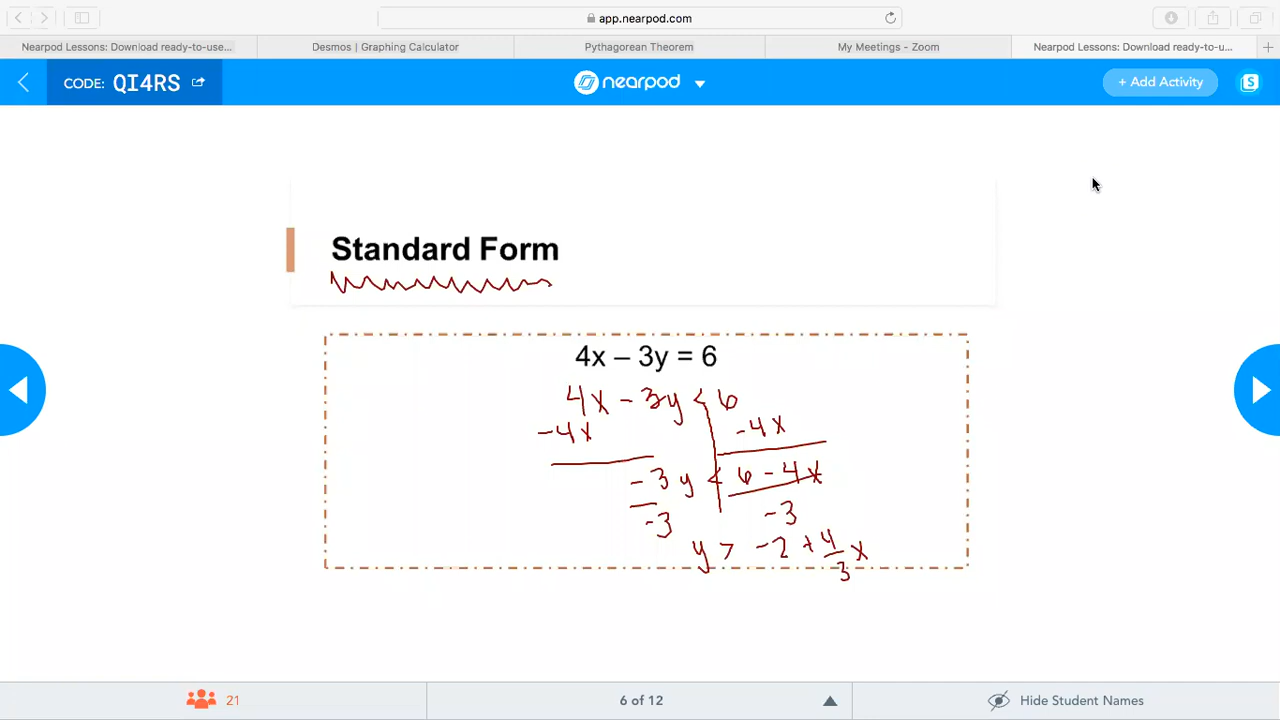 app.nearpod.com
Nearpod Lessons: Download ready-to-use...
Desmos | Graphing Calculator
Pythagorean Theorem
My Meetings - Zoom
Nearpod Lessons: Download ready-to-u...
CODE: QI4RS
nearpod
+ Add Activity
S
Standard Form
4x – 3y = 6
4x - 3y < 6
-4x -4x
-3y < 6 - 4x
-3 -3
y > -2 + 4/3 x
21
6 of 12
Hide Student Names